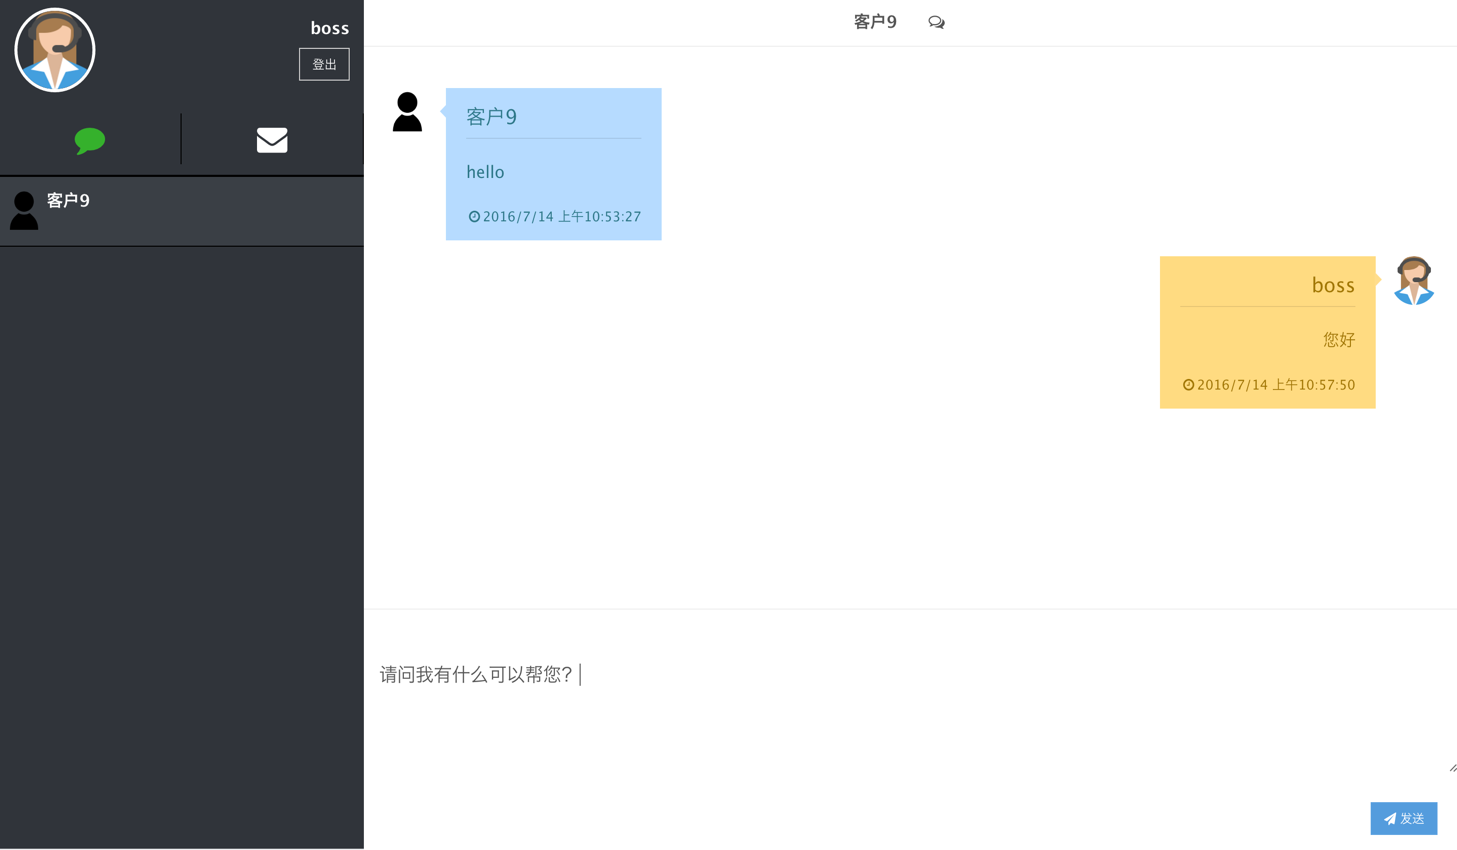 boss
登出
客户9
客户9
客户9
hello
2016/7/14 上午10:53:27
boss
您好
2016/7/14 上午10:57:50
请问我有什么可以帮您？
发送